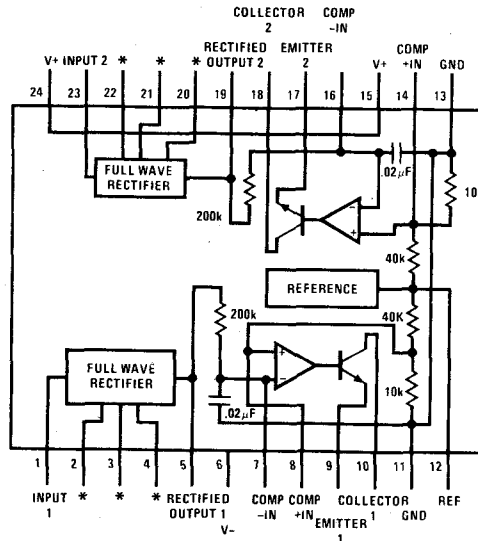 COLLECTOR COMP
2 -IN
RECTIFIED EMITTER COMP
V+ INPUT 2 * * * OUTPUT 2 2 V+ +IN GND
24 23 22 21 20 19 18 17 16 15 14 13
FULL WAVE
RECTIFIER
200k
.02μF
10
-
+
40k
REFERENCE
200k
40K
FULL WAVE
RECTIFIER
+
-
10k
.02μF
1 2 3 4 5 6 7 8 9 10 11 12
INPUT * * * RECTIFIED COMP COMP COLLECTOR REF
1 OUTPUT 1 -IN +IN 1 GND
V- EMITTER
1